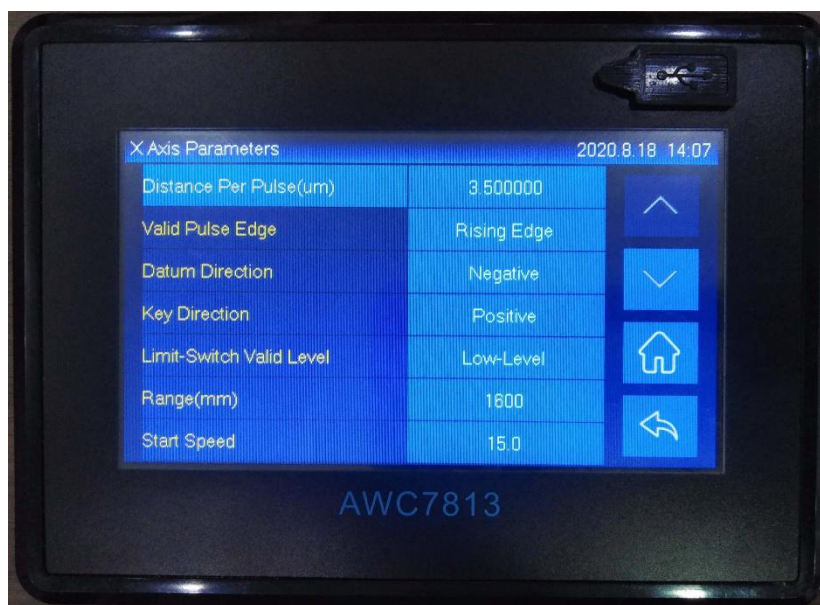 X Axis Parameters 2020.8.18 14:07
Distance Per Pulse(um) 3.500000
Valid Pulse Edge Rising Edge
Datum Direction Negative
Key Direction Positive
Limit-Switch Valid Level Low-Level
Range(mm) 1600
Start Speed 15.0
AWC7813